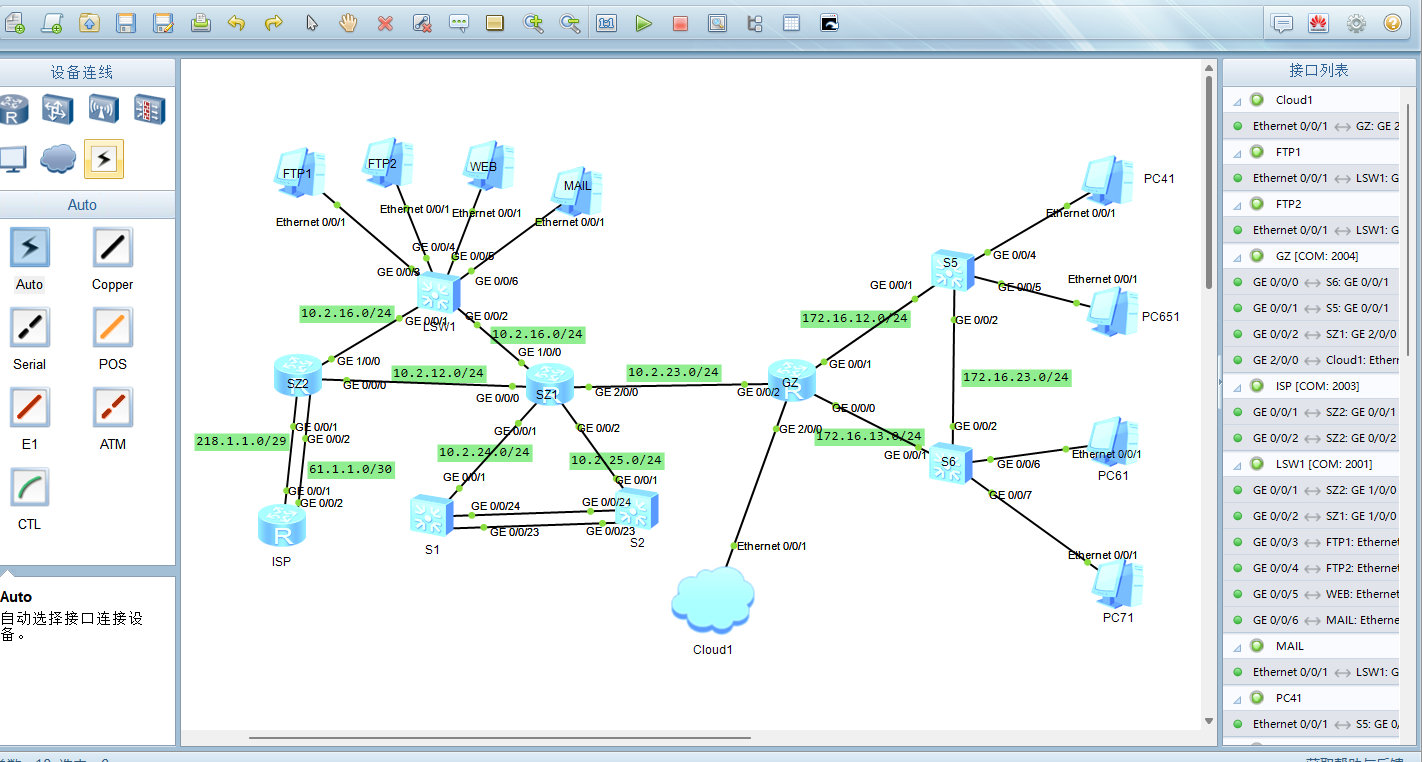 设备连线
Auto
Auto
Copper
Serial
POS
E1
ATM
CTL
Auto
自动选择接口连接设
备。
FTP1
FTP2
WEB
MAIL
Ethernet 0/0/1
Ethernet 0/0/1
Ethernet 0/0/1
Ethernet 0/0/1
GE 0/0/4
GE 0/0/3
GE 0/0/6
10.2.16.0/24
GE 0/0/1
LSW1
GE 0/0/2
10.2.16.0/24
GE 1/0/0
GE 1/0/0
SZ2
GE 0/0/0
10.2.12.0/24
GE 0/0/0
SZ1
GE 2/0/0
10.2.23.0/24
GE 0/0/2
GZ
R
GE 0/0/1
GE 0/0/0
GE 2/0/0
172.16.12.0/24
GE 0/0/1
S5
GE 0/0/4
Ethernet 0/0/1
PC41
GE 0/0/5
Ethernet 0/0/1
PC651
GE 0/0/2
172.16.23.0/24
GE 0/0/2
172.16.13.0/24
GE 0/0/1
S6
GE 0/0/6
Ethernet 0/0/1
PC61
GE 0/0/7
Ethernet 0/0/1
PC71
218.1.1.0/29
GE 0/0/1
GE 0/0/2
61.1.1.0/30
GE 0/0/1
GE 0/0/2
R
ISP
GE 0/0/1
GE 0/0/2
10.2.24.0/24
10.2.25.0/24
GE 0/0/1
GE 0/0/1
GE 0/0/24
GE 0/0/24
GE 0/0/23
GE 0/0/23
S1
S2
Ethernet 0/0/1
Cloud1
接口列表
Cloud1
Ethernet 0/0/1 GZ: GE 2
FTP1
Ethernet 0/0/1 LSW1: G
FTP2
Ethernet 0/0/1 LSW1: G
GZ [COM: 2004]
GE 0/0/0 S6: GE 0/0/1
GE 0/0/1 S5: GE 0/0/1
GE 0/0/2 SZ1: GE 2/0/0
GE 2/0/0 Cloud1: Ether
ISP [COM: 2003]
GE 0/0/1 SZ2: GE 0/0/1
GE 0/0/2 SZ2: GE 0/0/2
LSW1 [COM: 2001]
GE 0/0/1 SZ2: GE 1/0/0
GE 0/0/2 SZ1: GE 1/0/0
GE 0/0/3 FTP1: Ethernet
GE 0/0/4 FTP2: Ethernet
GE 0/0/5 WEB: Ethernet
GE 0/0/6 MAIL: Etherne
MAIL
Ethernet 0/0/1 LSW1: G
PC41
Ethernet 0/0/1 S5: GE 0/